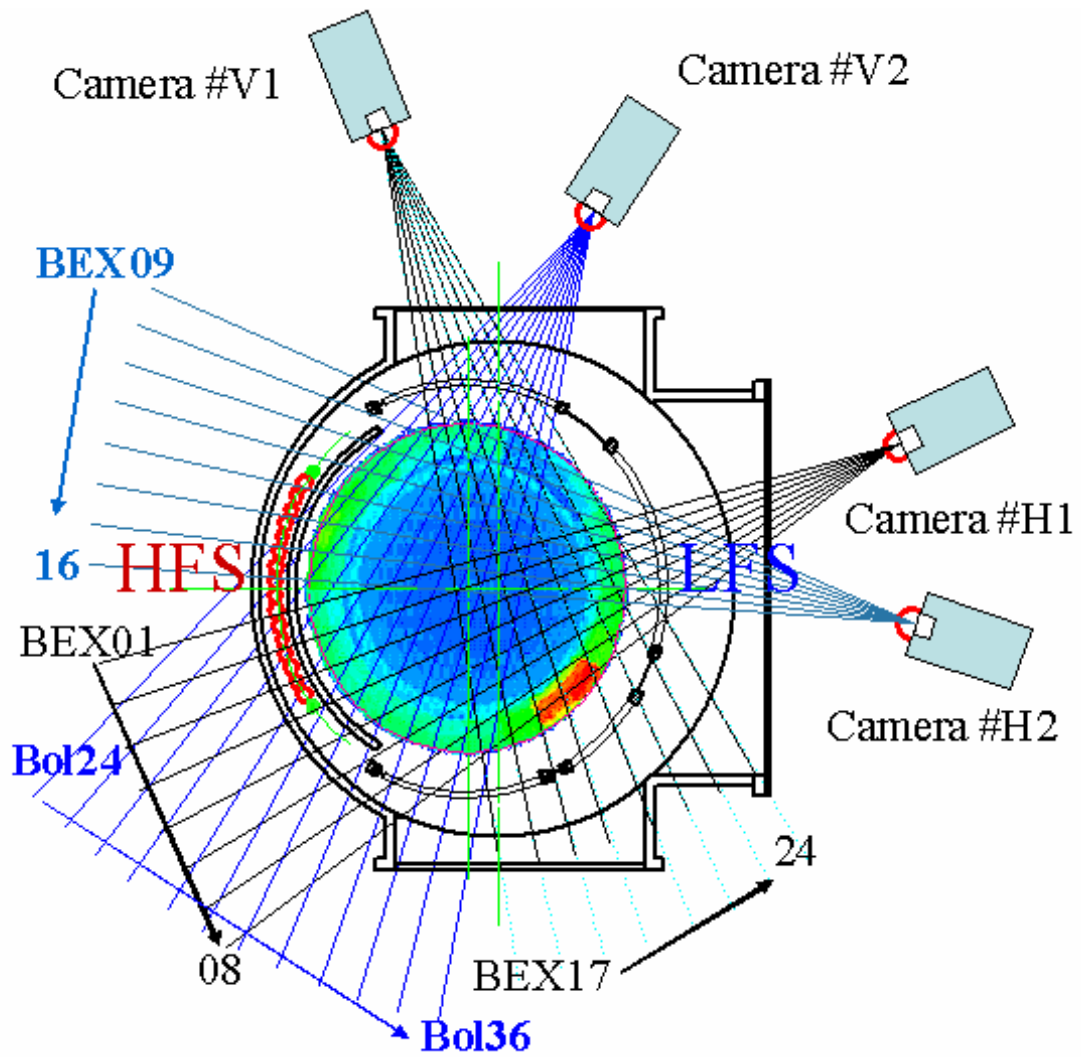 Camera #V1
Camera #V2
BEX09
16
HFS
LFS
Camera #H1
BEX01
Camera #H2
Bol24
24
08
BEX17
Bol36